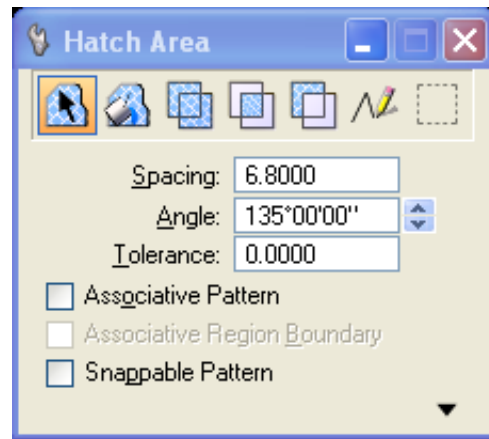 Hatch Area
Spacing: 6.8000
Angle: 135°00'00"
Tolerance: 0.0000
Associative Pattern
Associative Region Boundary
Snappable Pattern